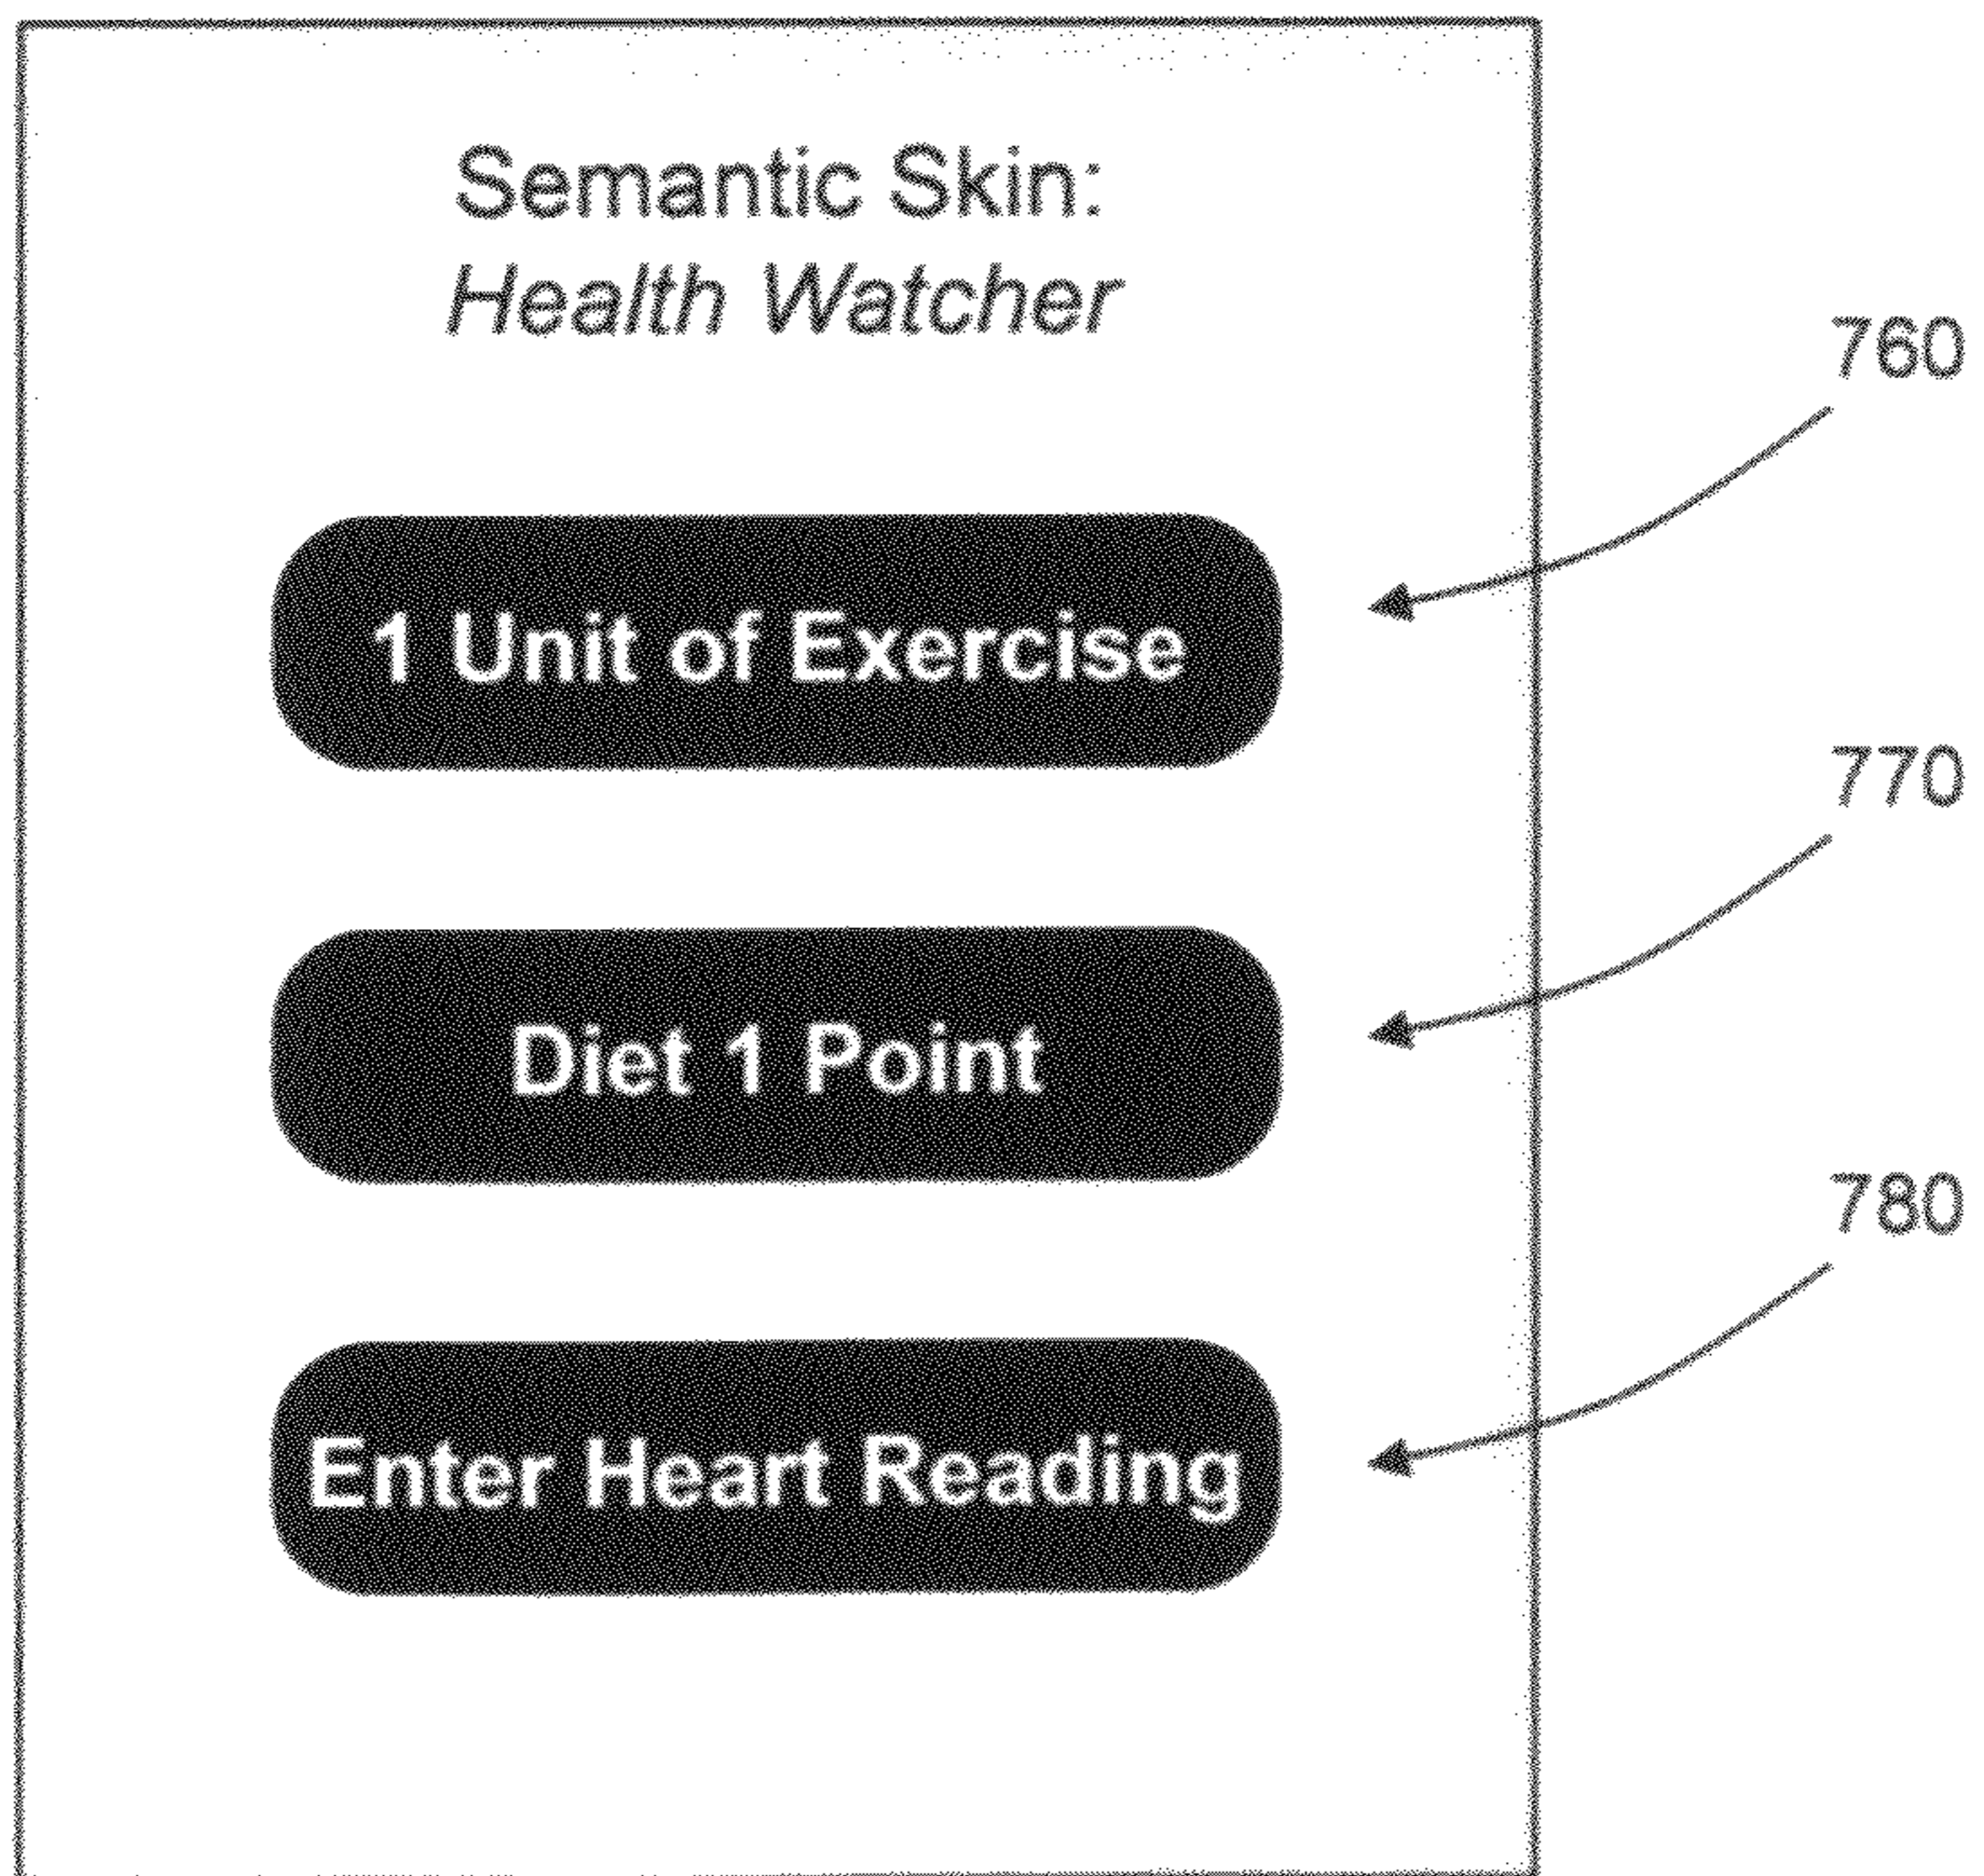 Semantic Skin:
Health Watcher
760
1 Unit of Exercise
770
Diet 1 Point
780
Enter Heart Reading